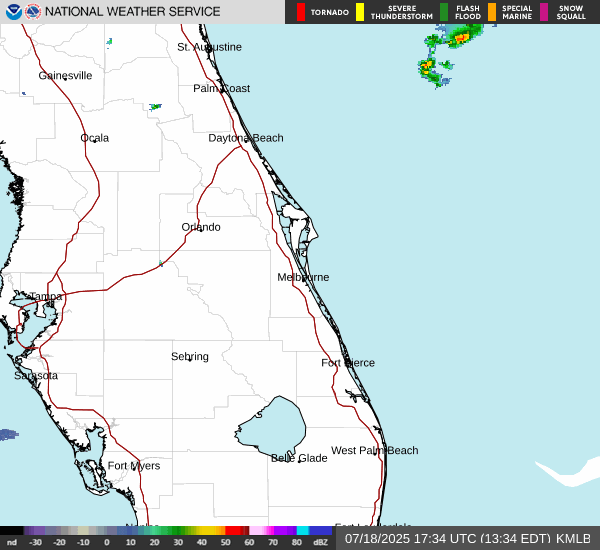 NATIONAL WEATHER SERVICE
TORNADO
SEVERE THUNDERSTORM
FLASH FLOOD
SPECIAL MARINE
SNOW SQUALL
St. Augustine
Gainesville
Palm Coast
Ocala
Daytona Beach
Orlando
Melbourne
Tampa
Sebring
Fort Pierce
Sarasota
West Palm Beach
Belle Glade
Fort Myers
nd -30 -20 -10 0 10 20 30 40 50 60 70 80 dBZ
07/18/2025 17:34 UTC (13:34 EDT) KMLB